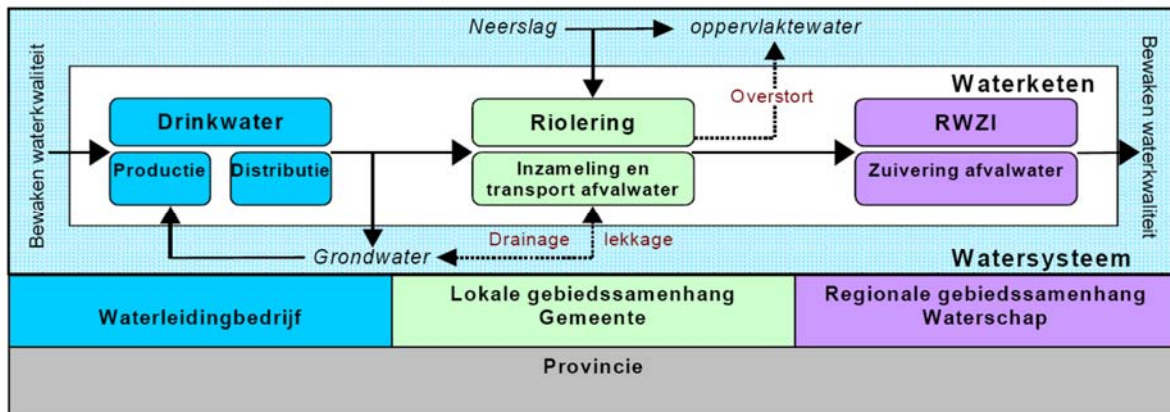 Neerslag
oppervlaktewater
Bewaken waterkwaliteit
Bewaken waterkwaliteit
Waterketen
Overstort
Drinkwater
Riolering
RWZI
Productie
Distributie
Inzameling en
transport afvalwater
Zuivering afvalwater
Drainage
lekkage
Grondwater
Watersysteem
Waterleidingbedrijf
Lokale gebiedssamenhang
Gemeente
Regionale gebiedssamenhang
Waterschap
Provincie